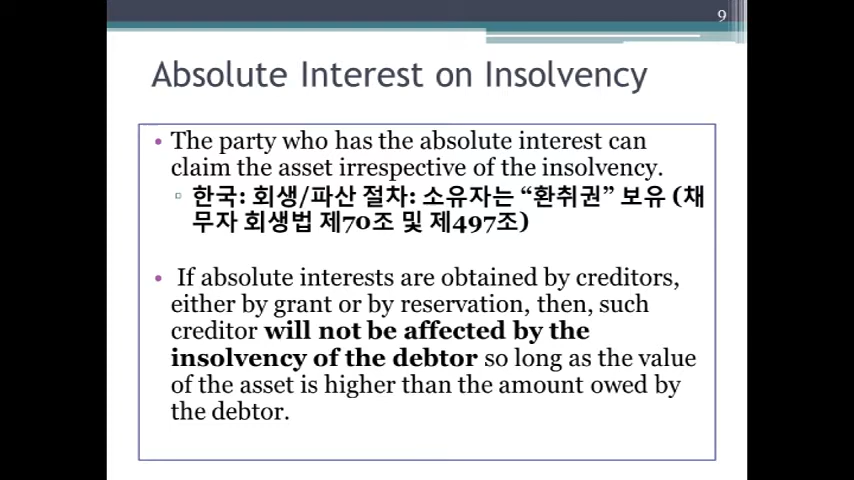 9
Absolute Interest on Insolvency
• The party who has the absolute interest can
claim the asset irrespective of the insolvency.
▫ 한국: 회생/파산 절차: 소유자는 “환취권” 보유 (채
무자 회생법 제70조 및 제497조)
• If absolute interests are obtained by creditors,
either by grant or by reservation, then, such
creditor will not be affected by the
insolvency of the debtor so long as the value
of the asset is higher than the amount owed by
the debtor.